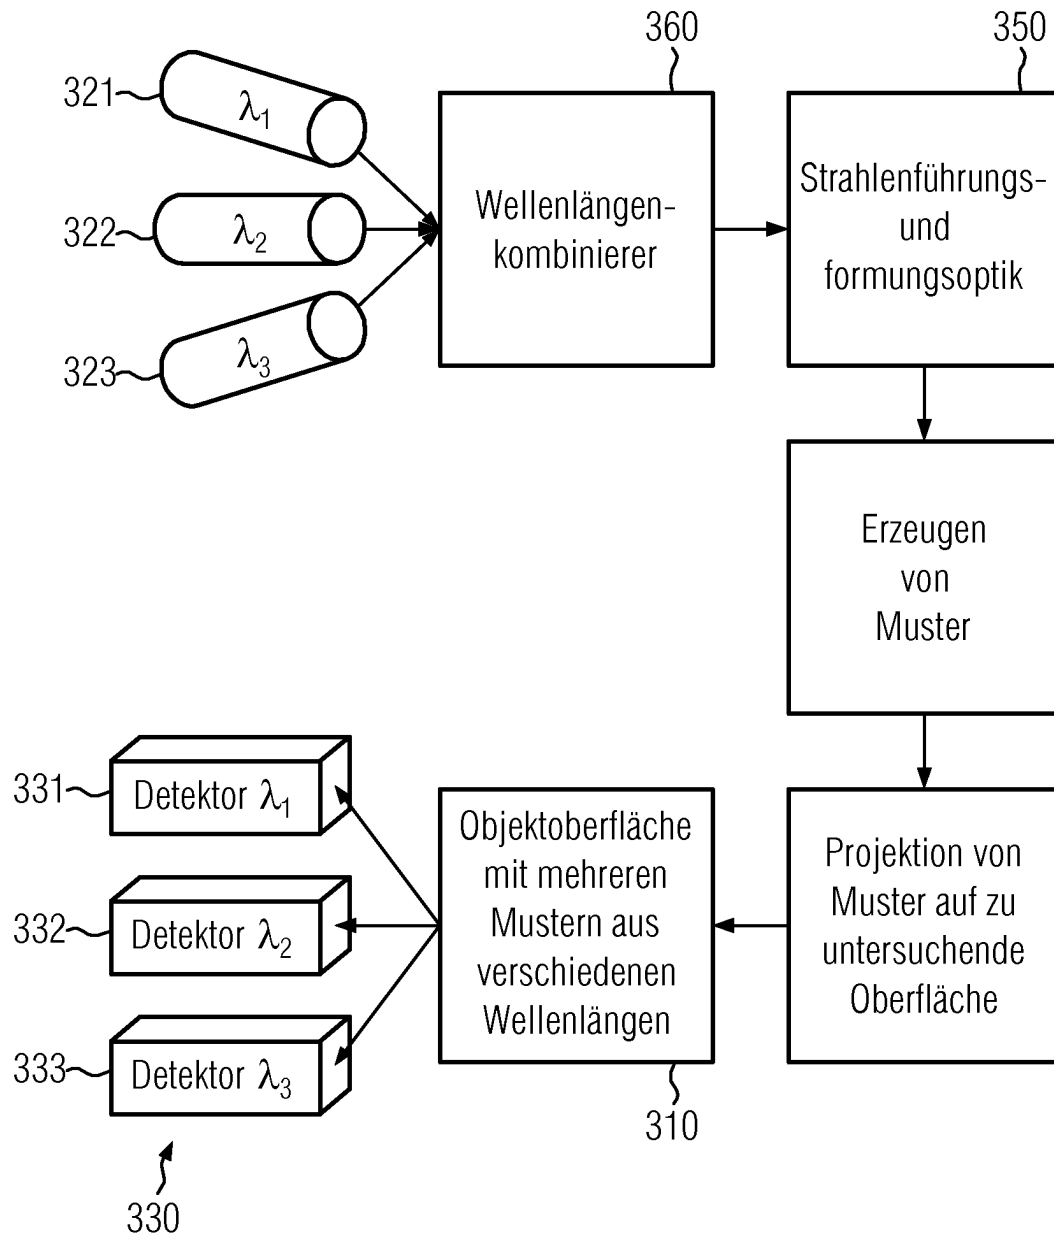 360
350
321
λ1
Wellenlängen-
kombinierer
Strahlenführungs-
und
formungsoptik
322
λ2
323
λ3
Erzeugen
von
Muster
331
Detektor λ1
332
Detektor λ2
333
Detektor λ3
330
Objektoberfläche
mit mehreren
Mustern aus
verschiedenen
Wellenlängen
310
Projektion von
Muster auf zu
untersuchende
Oberfläche